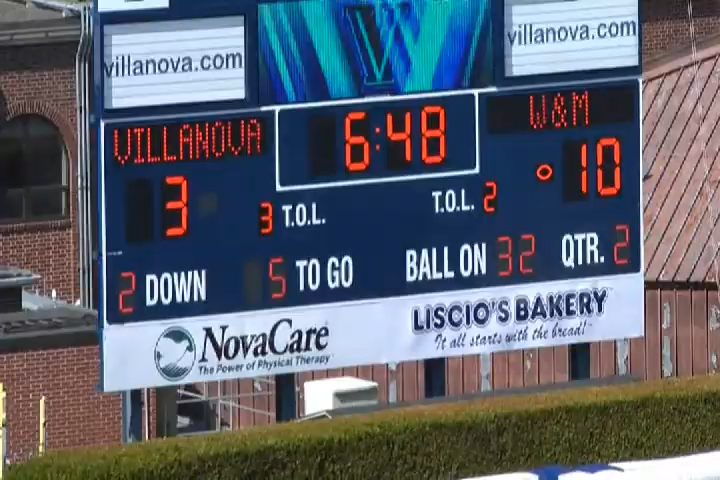 villanova.com
villanova.com
VILLANOVA 6:48 W&M
3 10
3 T.O.L. T.O.L. 2
2 DOWN 5 TO GO BALL ON 32 QTR. 2
NovaCare
The Power of Physical Therapy
LISCIO'S BAKERY
It all starts with the bread!